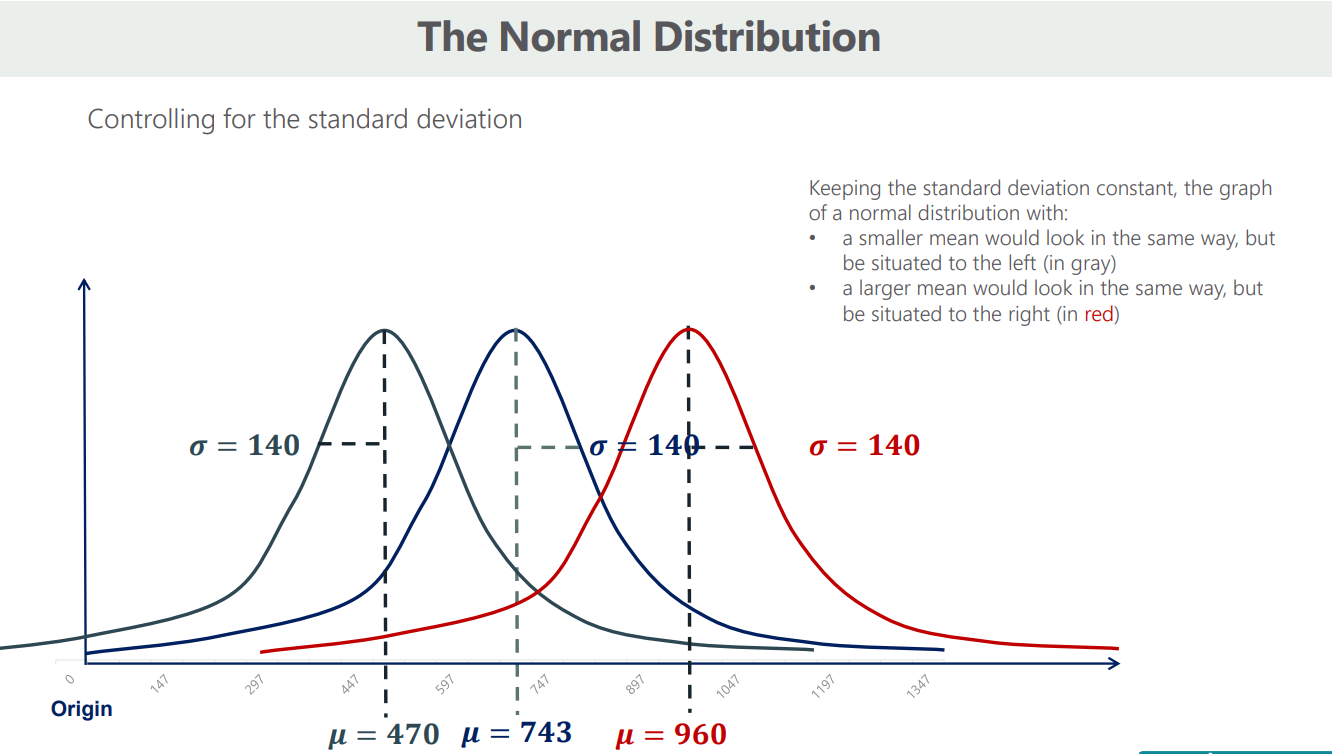 The Normal Distribution
Controlling for the standard deviation
Keeping the standard deviation constant, the graph
of a normal distribution with:
• a smaller mean would look in the same way, but
be situated to the left (in gray)
• a larger mean would look in the same way, but
be situated to the right (in red)
σ = 140
σ = 140
σ = 140
0
147
297
447
597
747
897
1047
1197
1347
Origin
μ = 470
μ = 743
μ = 960